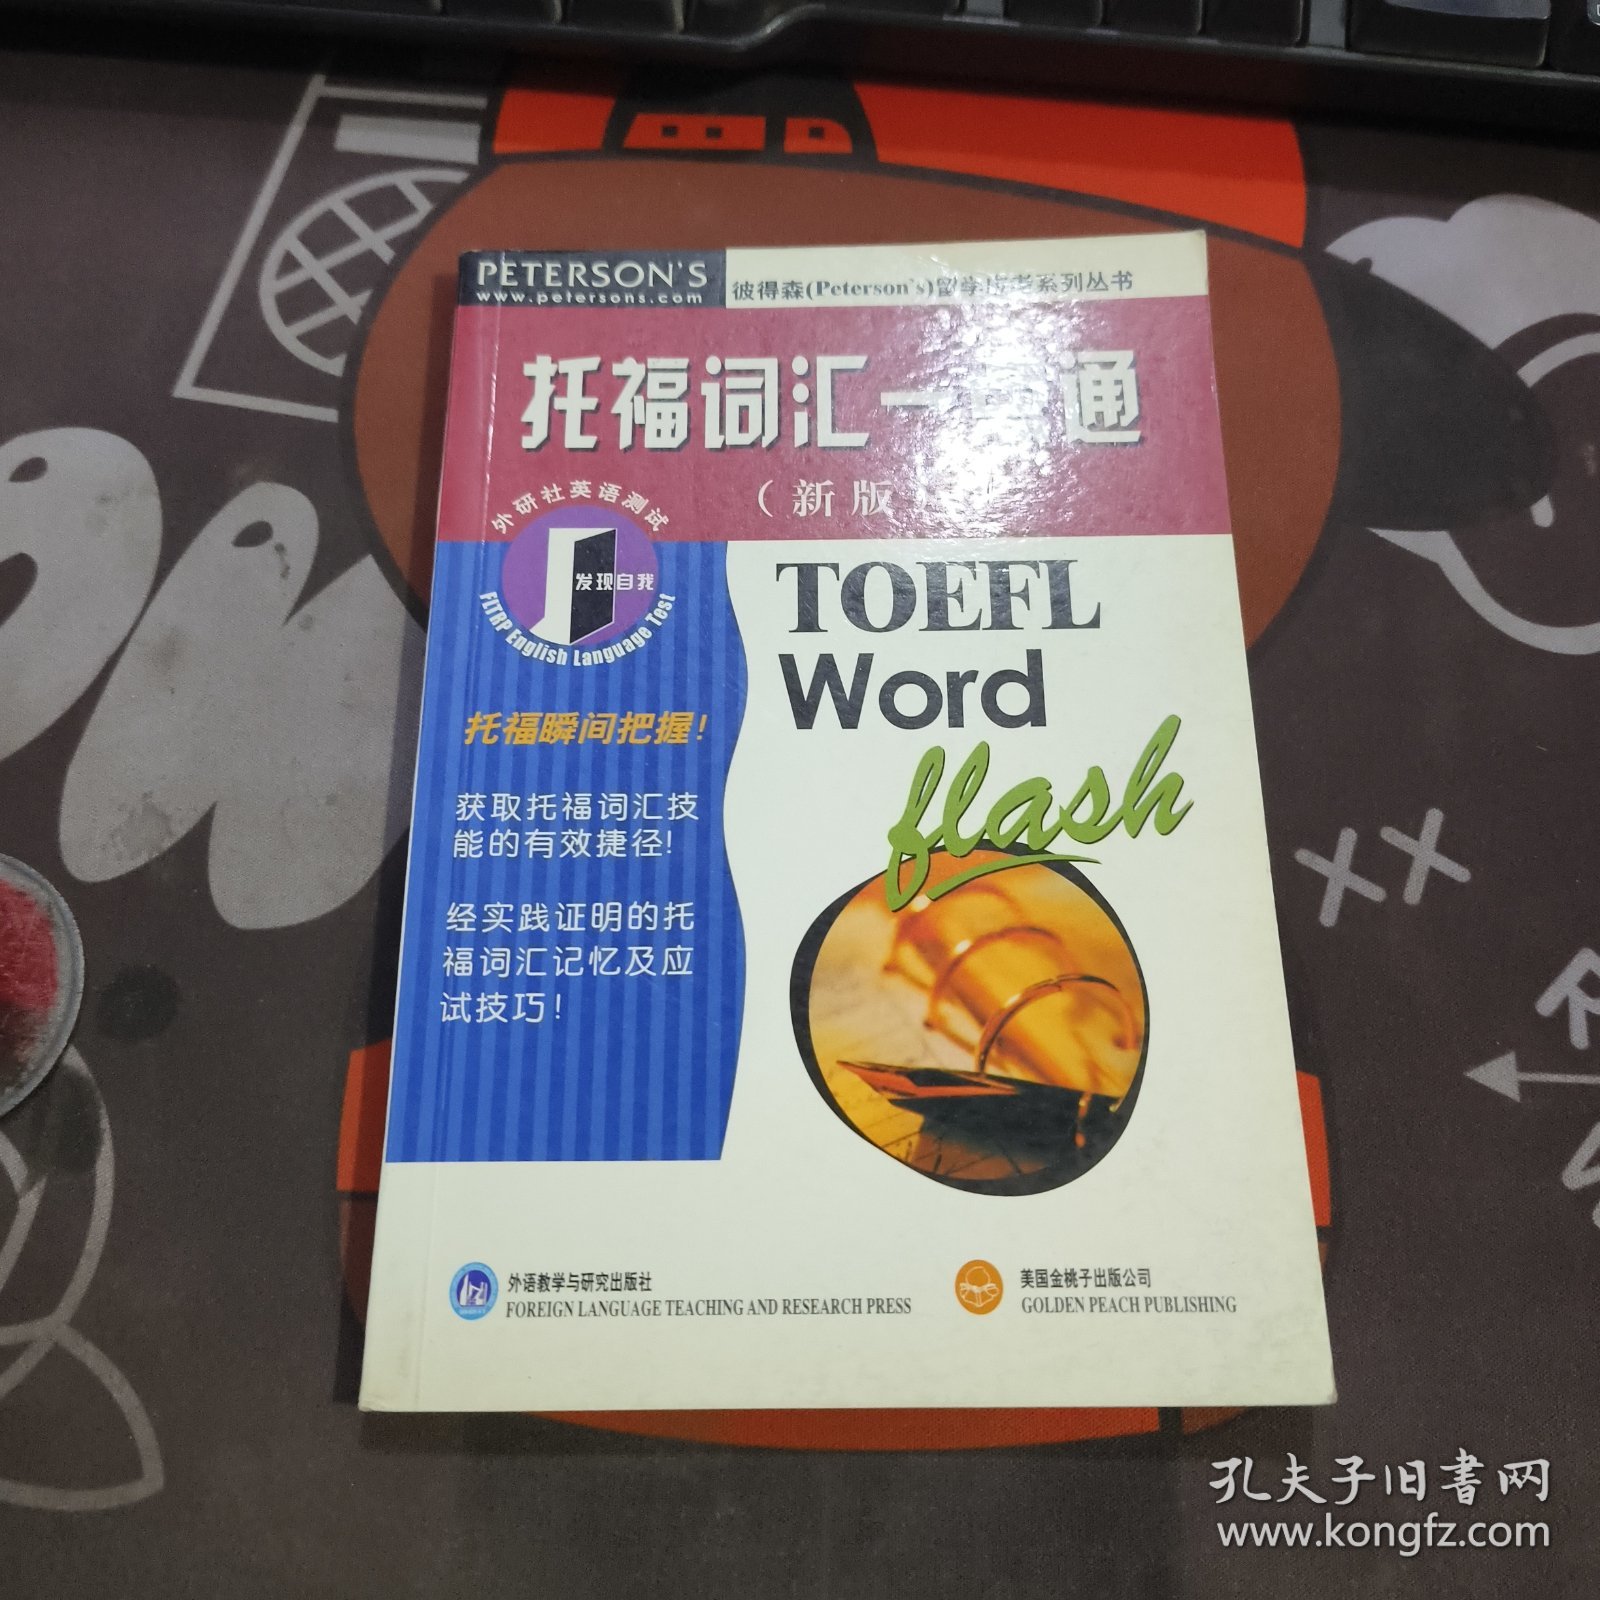 PETERSON'S
www.petersons.com
彼得森(Peterson's)留学应考系列丛书
托福词汇一点通
（新版）
外研社英语测试
发现自我
FLTRP English Language Test
TOEFL
Word
flash
托福瞬间把握！
获取托福词汇技
能的有效捷径！
经实践证明的托
福词汇记忆及应
试技巧！
外语教学与研究出版社
FOREIGN LANGUAGE TEACHING AND RESEARCH PRESS
美国金桃子出版公司
GOLDEN PEACH PUBLISHING
XX
孔夫子旧书网
www.kongfz.com